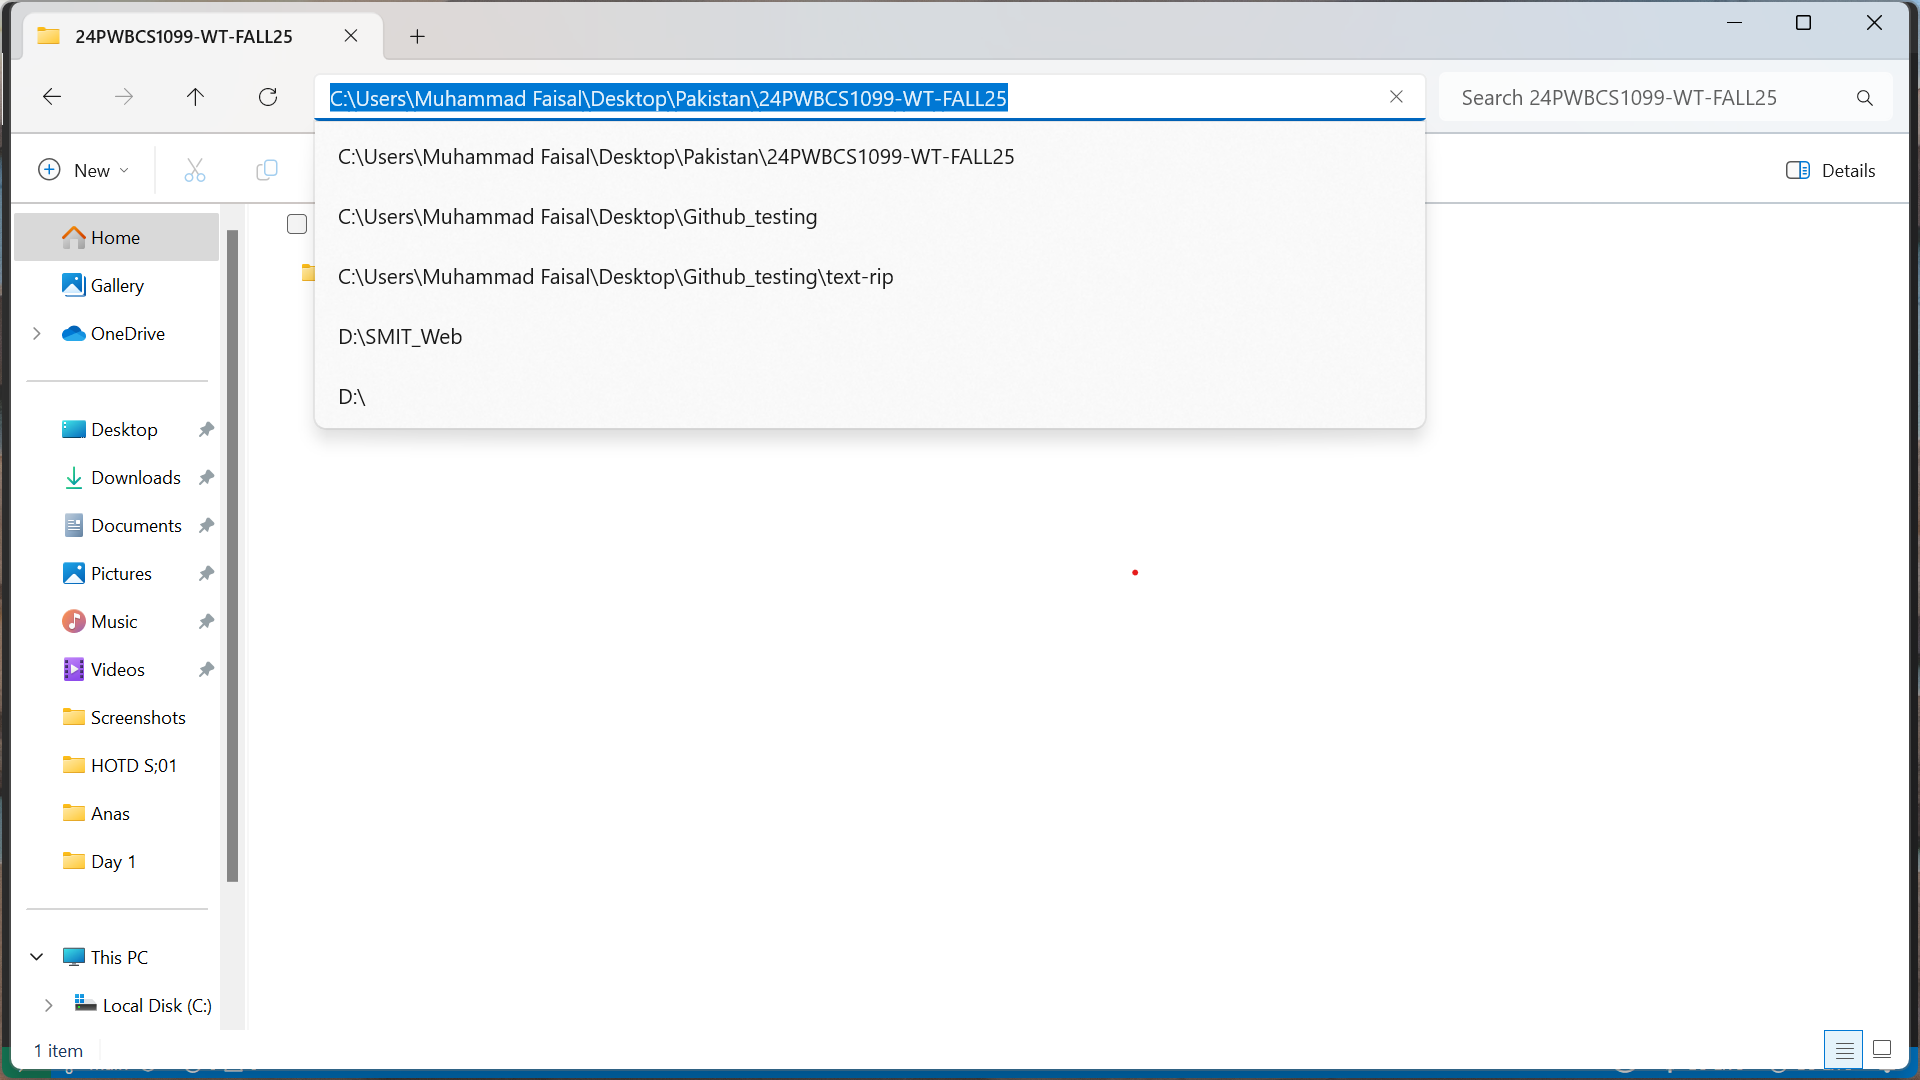 24PWBCS1099-WT-FALL25
C:\Users\Muhammad Faisal\Desktop\Pakistan\24PWBCS1099-WT-FALL25
Search 24PWBCS1099-WT-FALL25
New
Details
C:\Users\Muhammad Faisal\Desktop\Pakistan\24PWBCS1099-WT-FALL25
C:\Users\Muhammad Faisal\Desktop\Github_testing
C:\Users\Muhammad Faisal\Desktop\Github_testing\text-rip
D:\SMIT_Web
D:\
Home
Gallery
OneDrive
Desktop
Downloads
Documents
Pictures
Music
Videos
Screenshots
HOTD S;01
Anas
Day 1
This PC
Local Disk (C:)
1 item